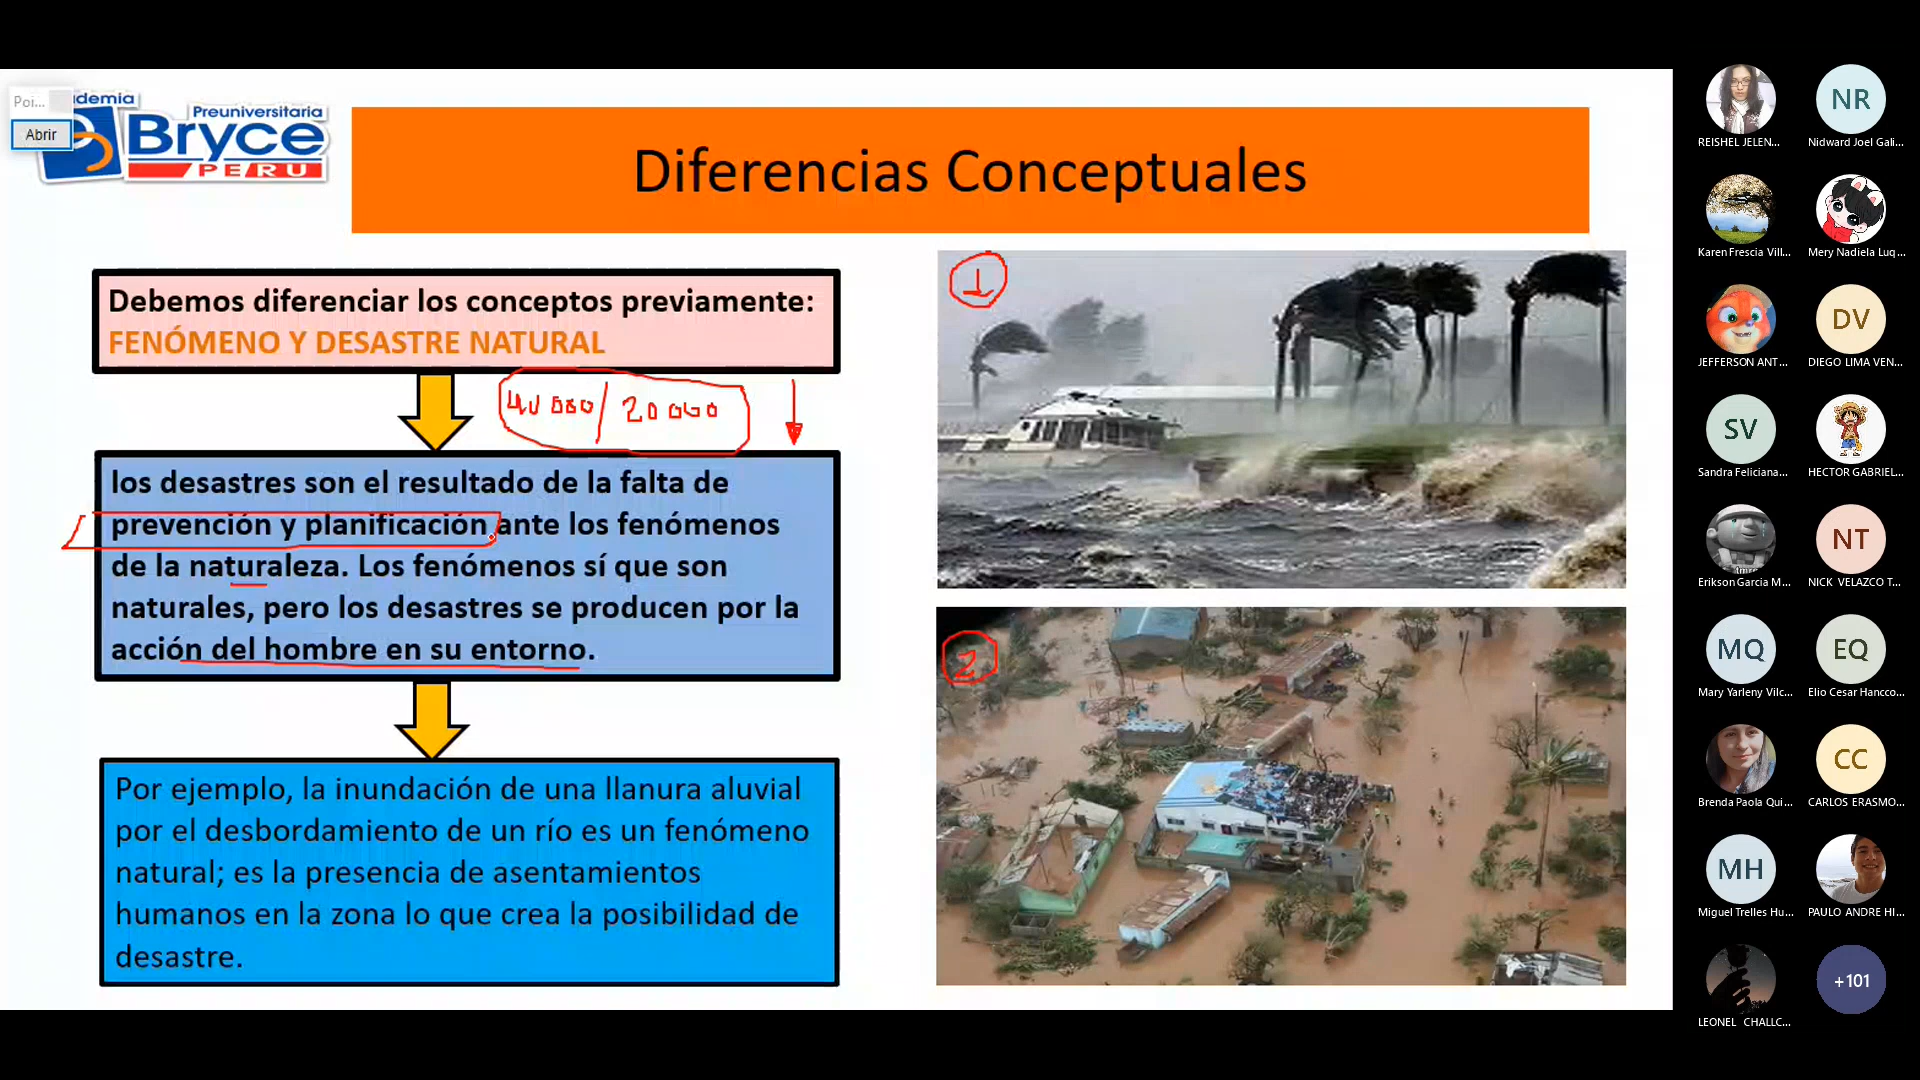 Poi...
Abrir
ademia
Preuniversitaria
Bryce
PERU
Diferencias Conceptuales
Debemos diferenciar los conceptos previamente:
FENÓMENO Y DESASTRE NATURAL
40 000 / 20 000
los desastres son el resultado de la falta de
prevención y planificación ante los fenómenos
de la naturaleza. Los fenómenos sí que son
naturales, pero los desastres se producen por la
acción del hombre en su entorno.
Por ejemplo, la inundación de una llanura aluvial
por el desbordamiento de un río es un fenómeno
natural; es la presencia de asentamientos
humanos en la zona lo que crea la posibilidad de
desastre.
1
2
REISHEL JELEN...
NR
Nidward Joel Gali...
Karen Frescia Vill...
Mery Nadiela Luq...
JEFFERSON ANT...
DV
DIEGO LIMA VEN...
SV
Sandra Feliciana...
HECTOR GABRIEL...
Erikson Garcia M...
NT
NICK VELAZCO T...
MQ
Mary Yarleny Vilc...
EQ
Elio Cesar Hancco...
Brenda Paola Qui...
CC
CARLOS ERASMO...
MH
Miguel Trelles Hu...
PAULO ANDRE HI...
LEONEL CHALLC...
+101